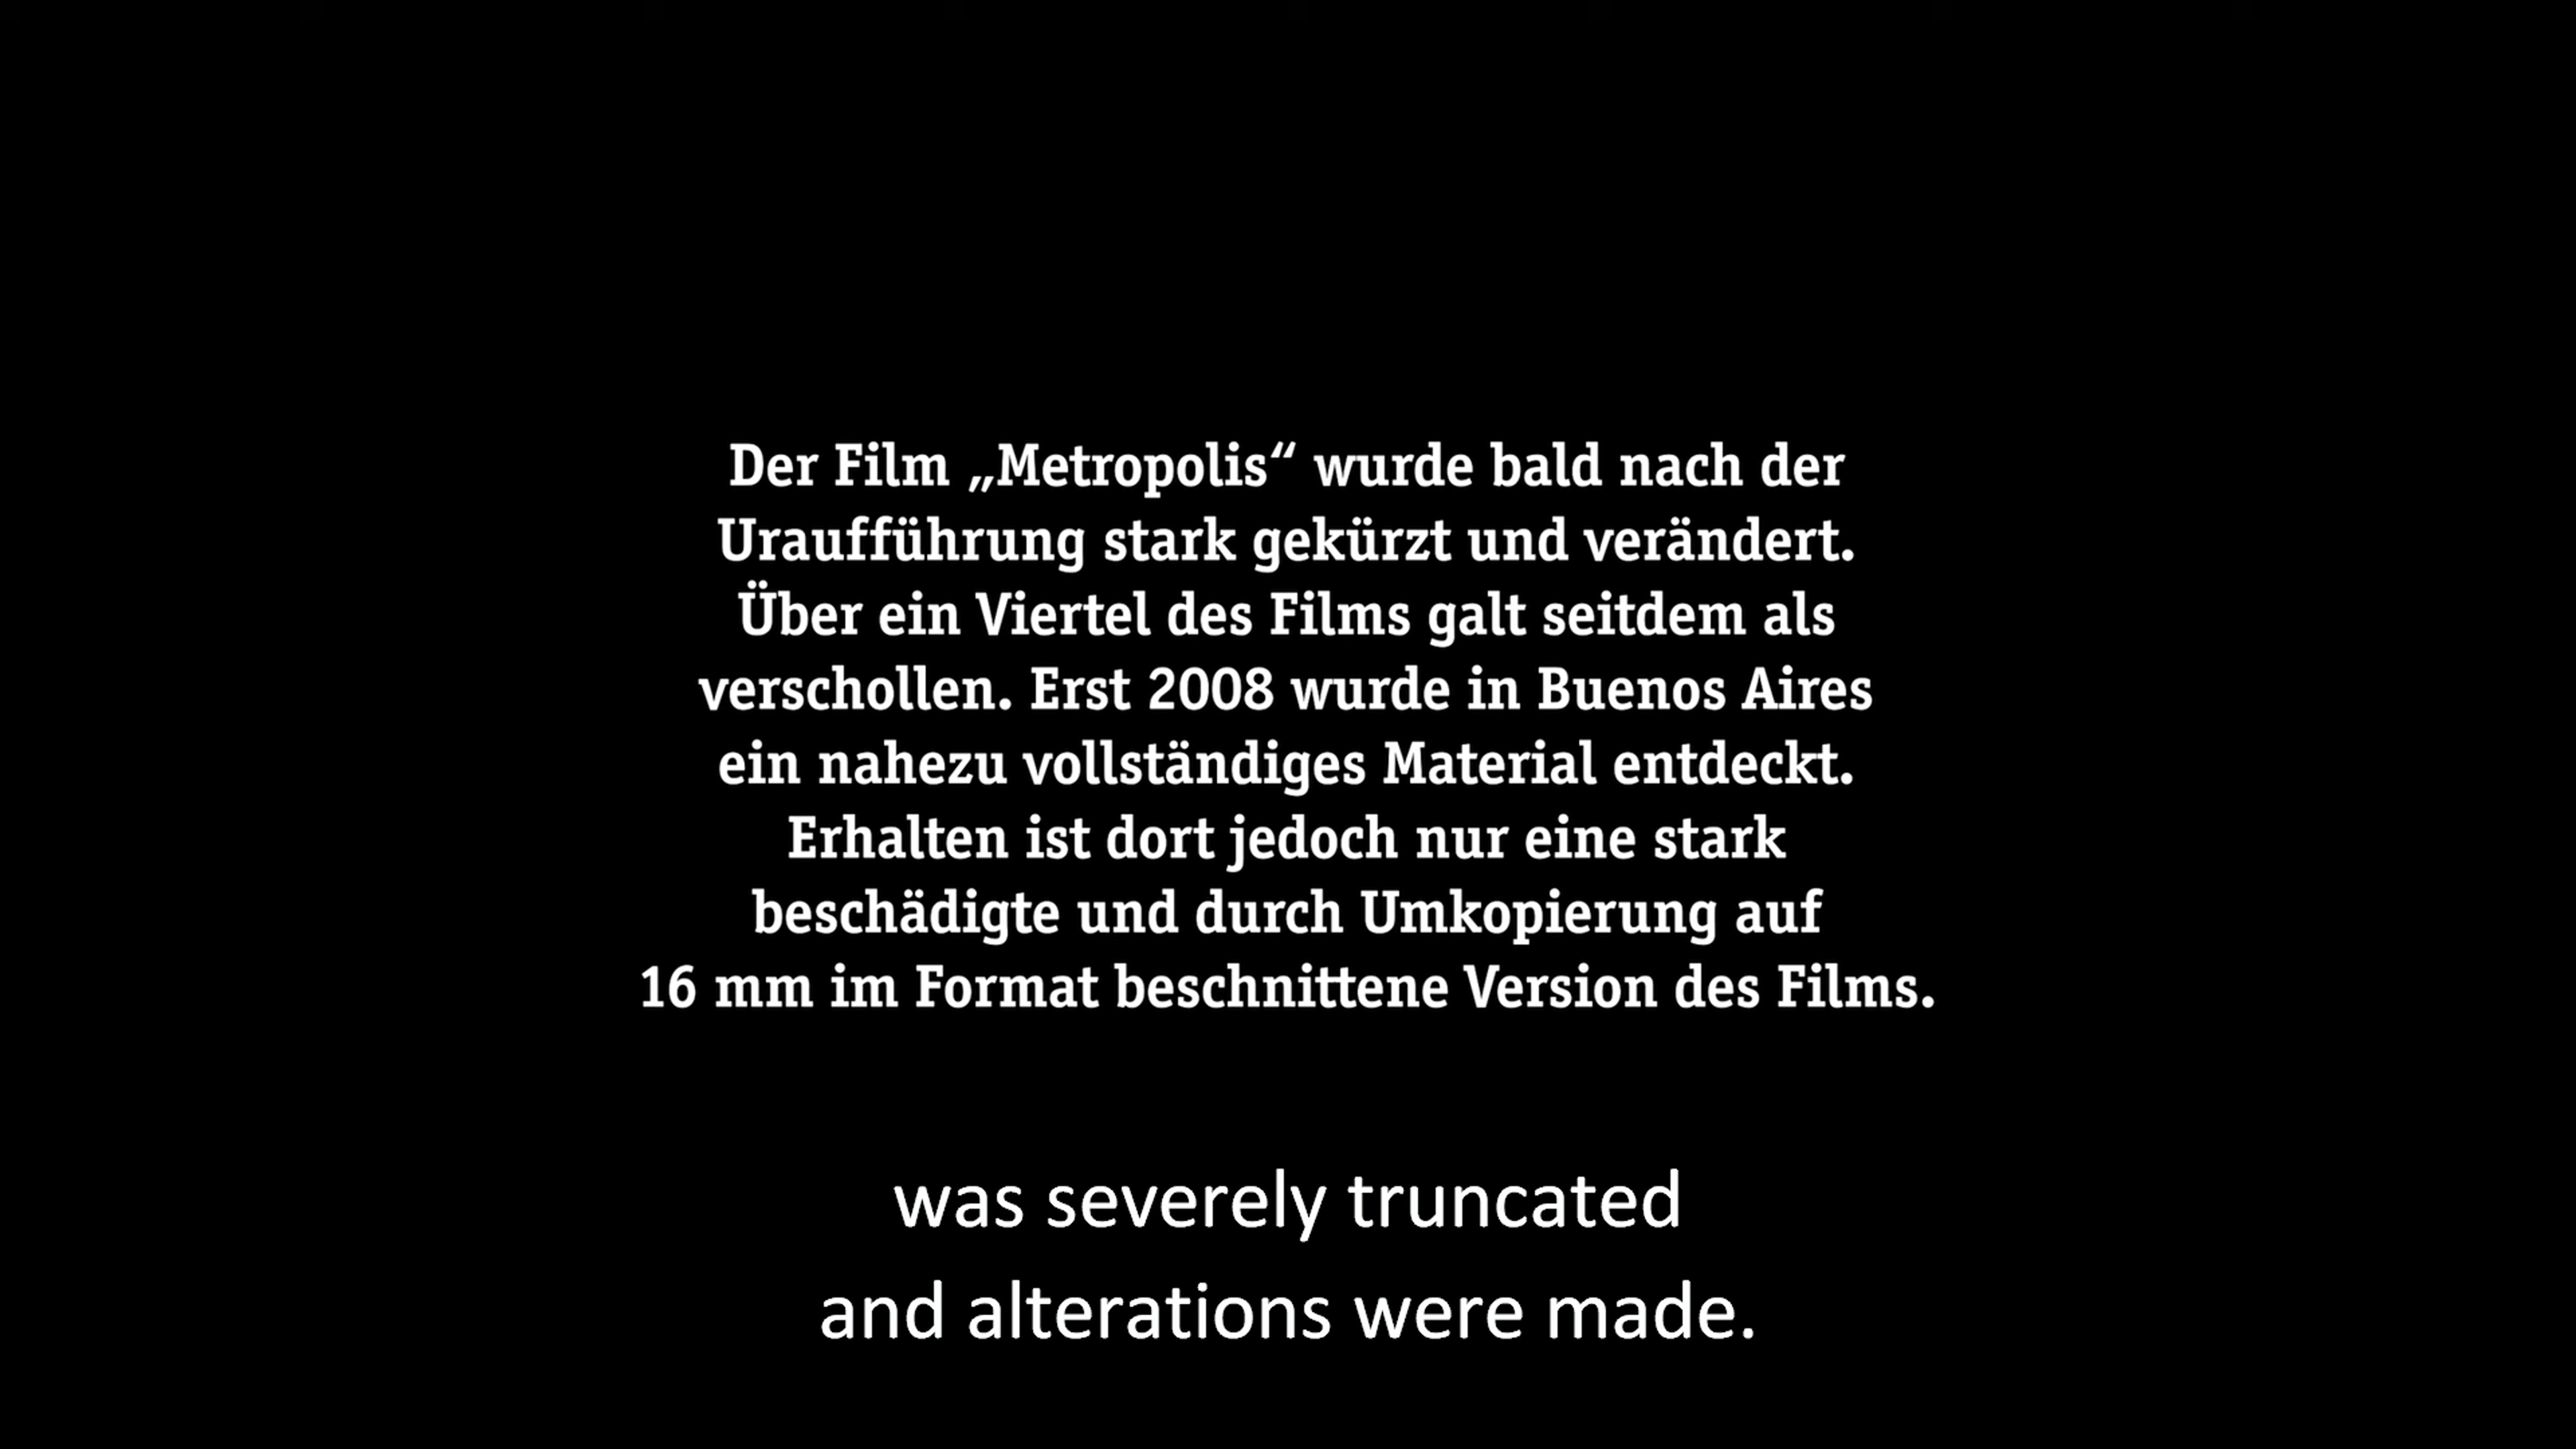 Der Film „Metropolis“ wurde bald nach der
Uraufführung stark gekürzt und verändert.
Über ein Viertel des Films galt seitdem als
verschollen. Erst 2008 wurde in Buenos Aires
ein nahezu vollständiges Material entdeckt.
Erhalten ist dort jedoch nur eine stark
beschädigte und durch Umkopierung auf
16 mm im Format beschnittene Version des Films.
was severely truncated
and alterations were made.